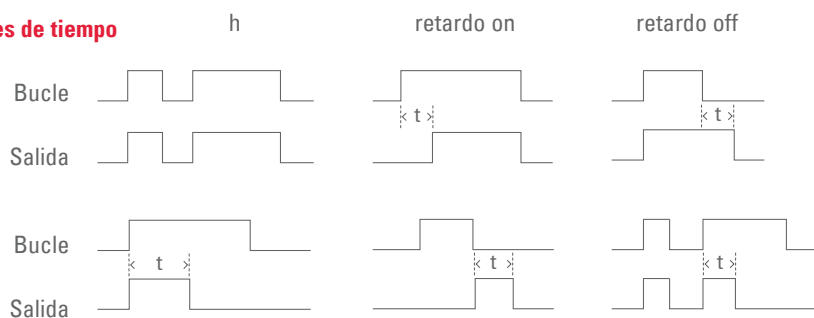 es de tiempo h retardo on retardo off
Bucle
t t
Salida
Bucle
t t t
Salida